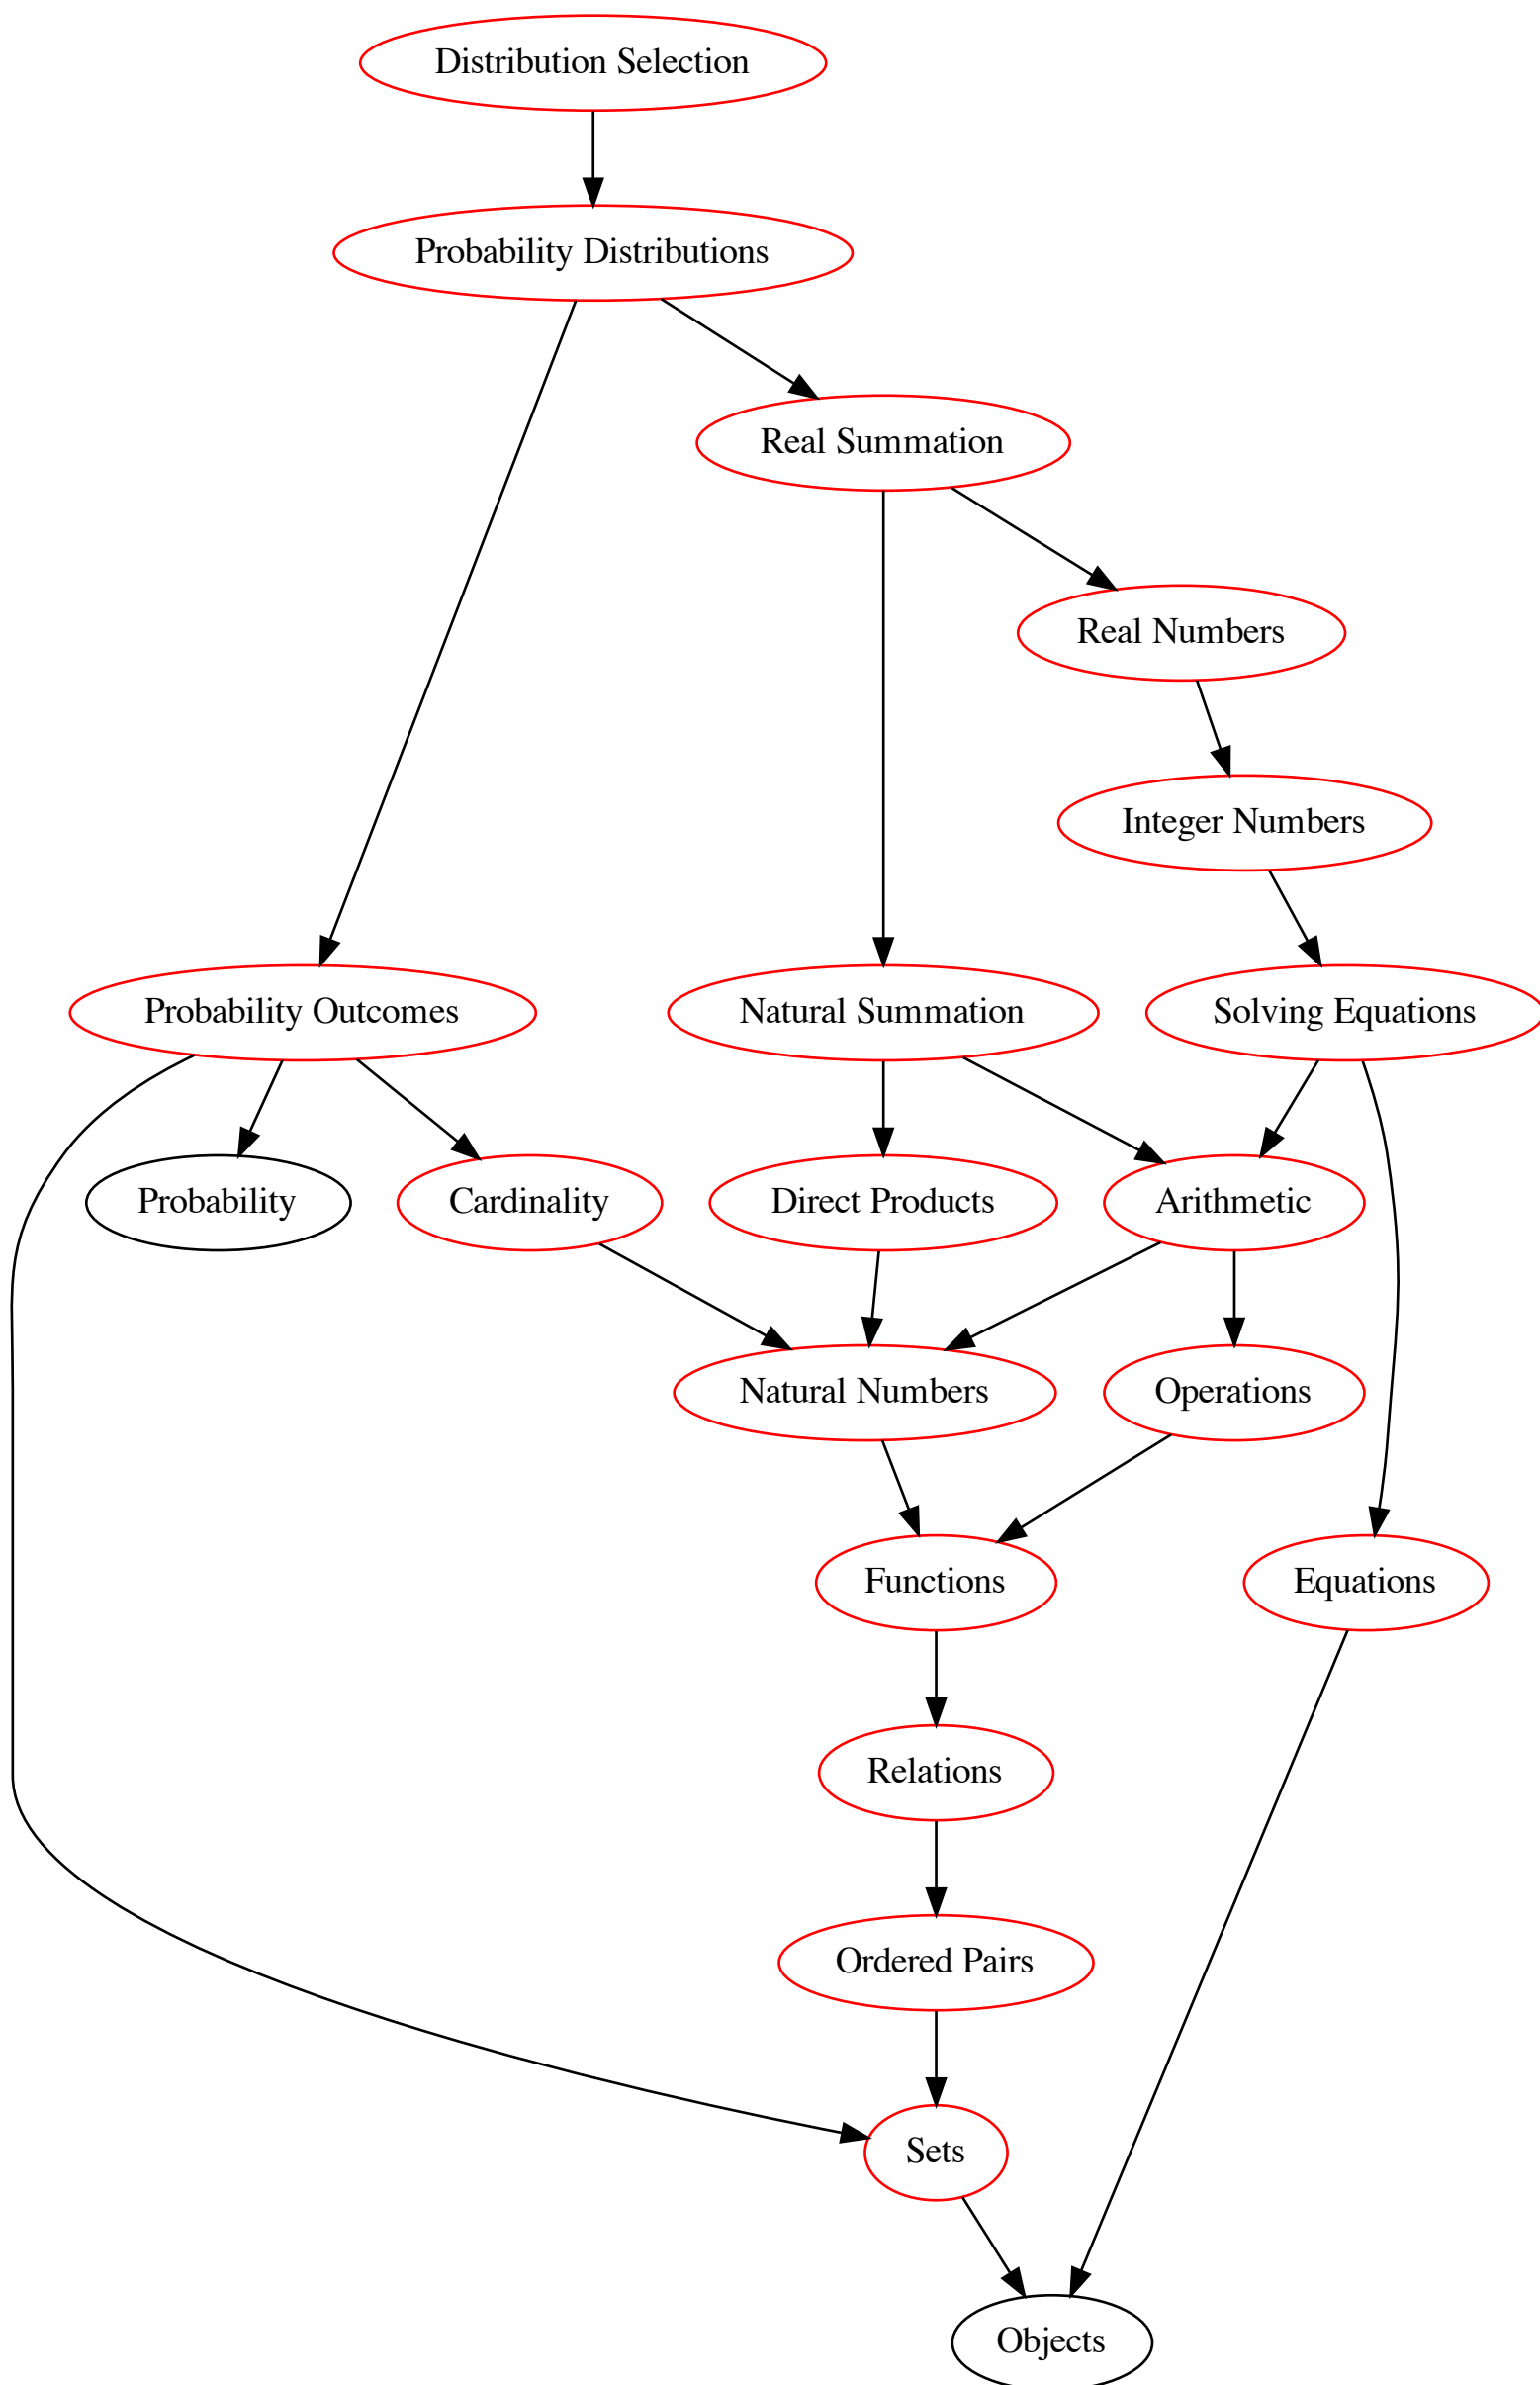 Distribution Selection
Probability Distributions
Real Summation
Real Numbers
Integer Numbers
Probability Outcomes
Natural Summation
Solving Equations
Probability
Cardinality
Direct Products
Arithmetic
Natural Numbers
Operations
Functions
Equations
Relations
Ordered Pairs
Sets
Objects